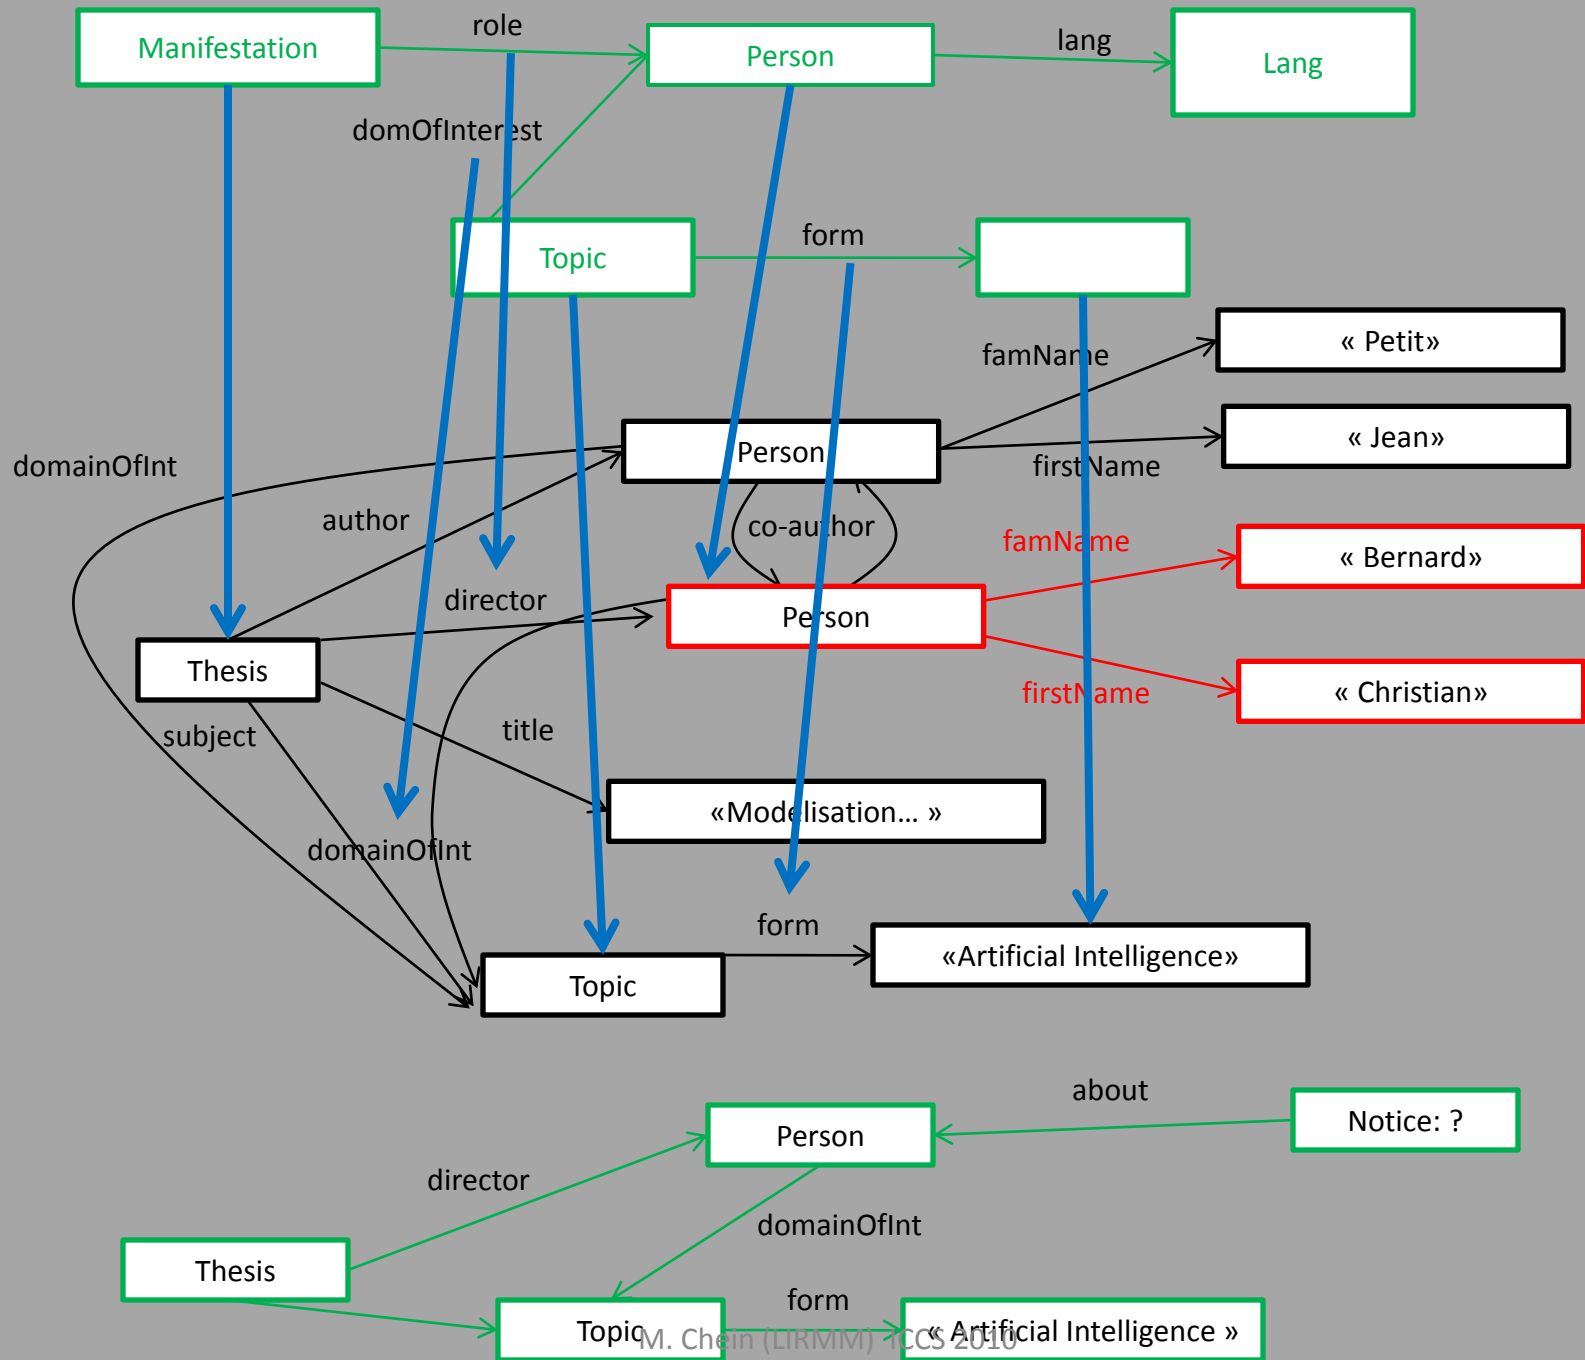 role
Manifestation
Person
lang
Lang
domOfInterest
form
Topic
« Petit»
famName
« Jean»
Person
firstName
domainOfInt
author
co-author
famName
« Bernard»
director
Person
Thesis
firstName
« Christian»
subject
title
«Modelisation... »
domainOfInt
form
«Artificial Intelligence»
Topic
about
Notice: ?
Person
director
domainOfInt
Thesis
form
Topic
« Artificial Intelligence »
M. Chein (LIRMM) ICCS 2010